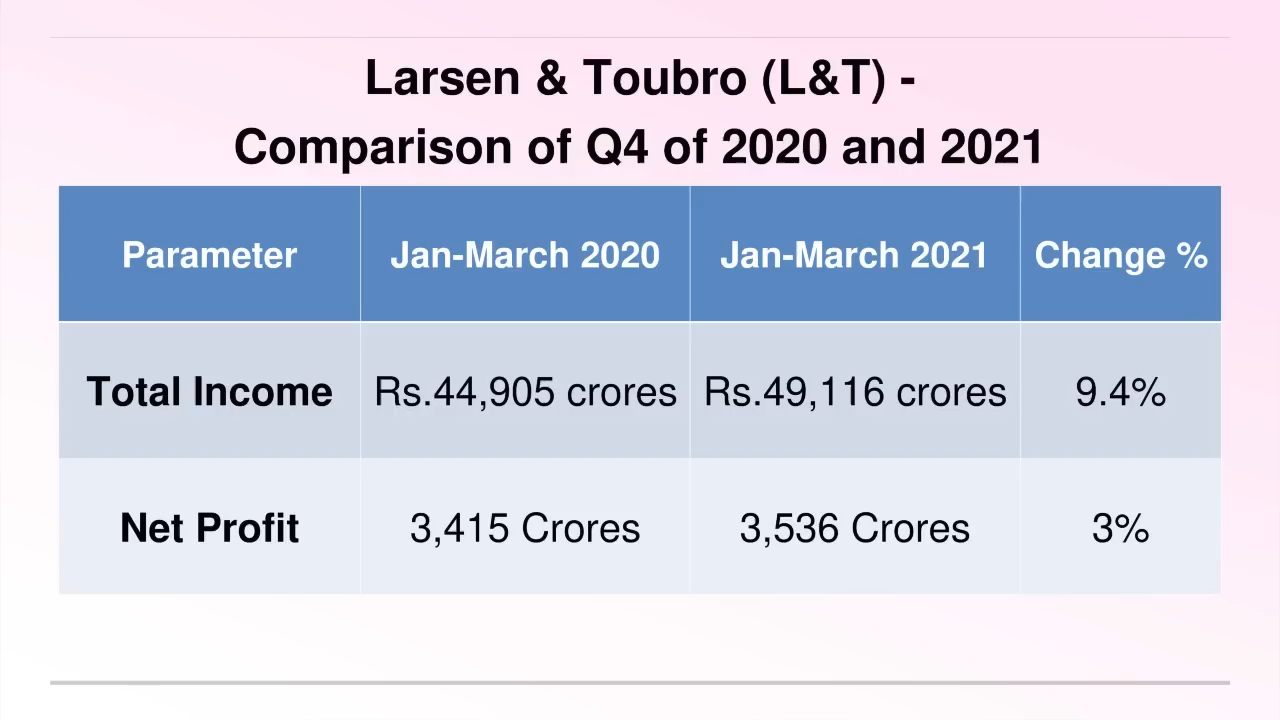 Larsen & Toubro (L&T) -
Comparison of Q4 of 2020 and 2021
Parameter Jan-March 2020 Jan-March 2021 Change %
Total Income Rs.44,905 crores Rs.49,116 crores 9.4%
Net Profit 3,415 Crores 3,536 Crores 3%